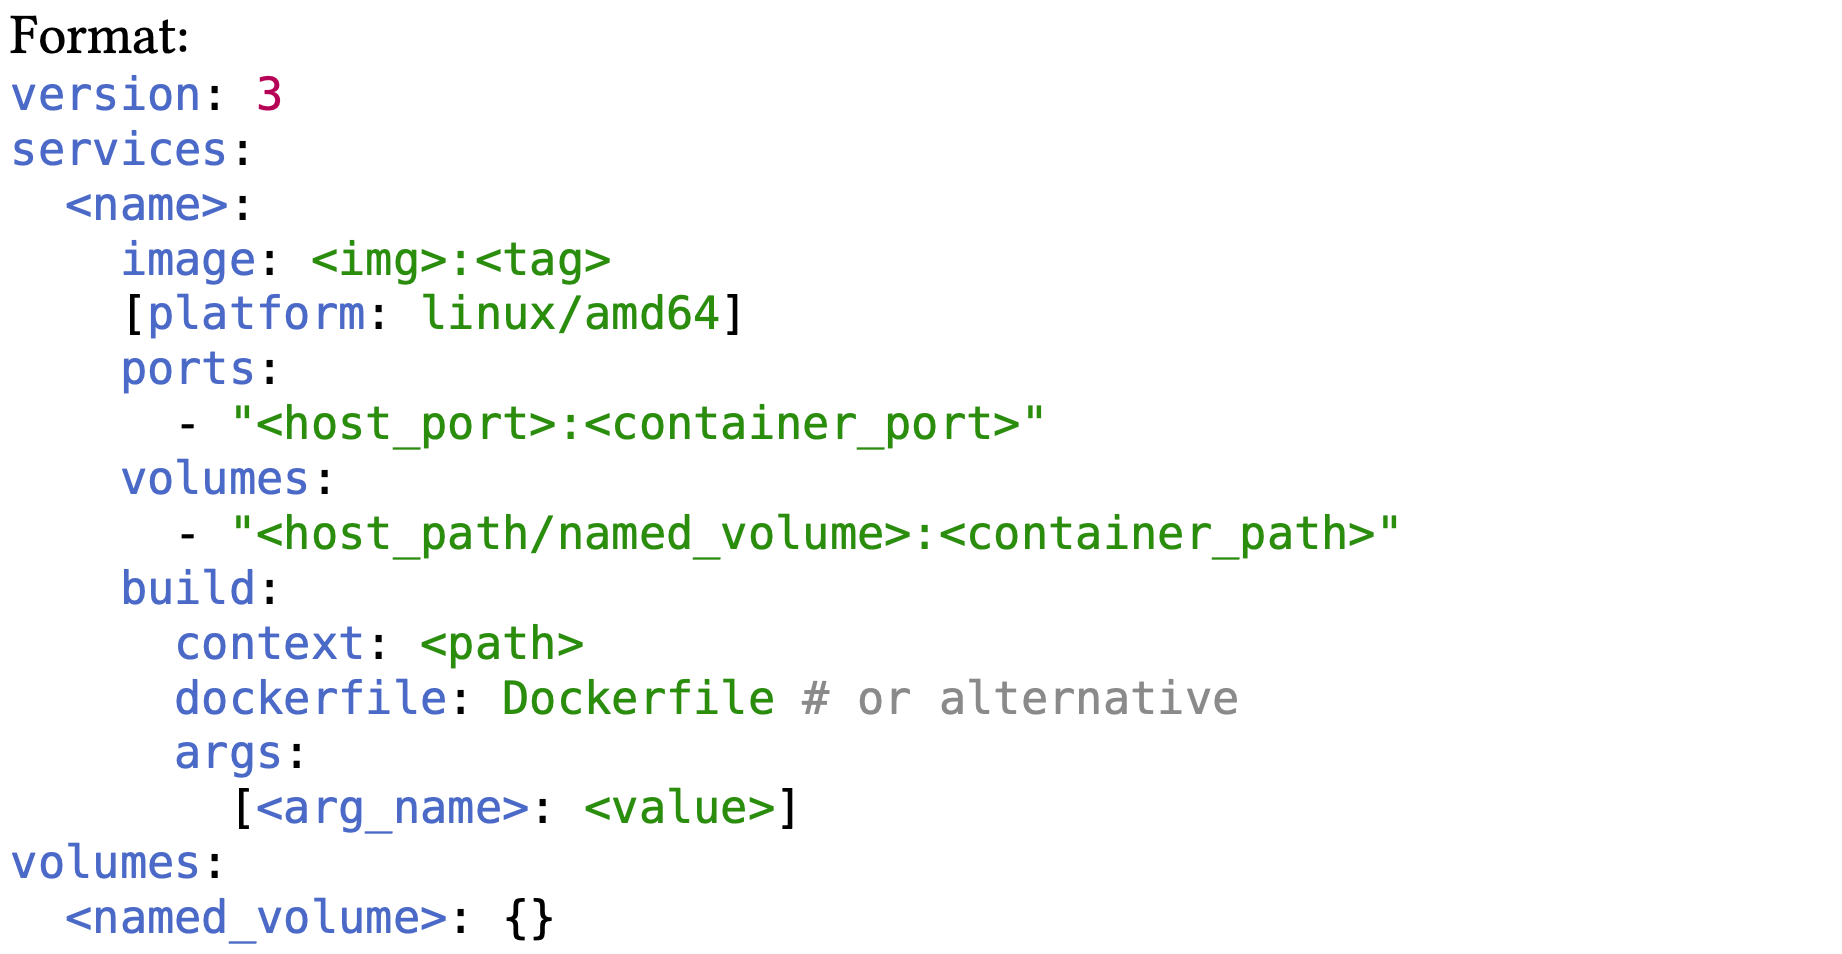 Format:
version: 3
services:
  <name>:
    image: <img>:<tag>
    [platform: linux/amd64]
    ports:
      - "<host_port>:<container_port>"
    volumes:
      - "<host_path/named_volume>:<container_path>"
    build:
      context: <path>
      dockerfile: Dockerfile # or alternative
      args:
        [<arg_name>: <value>]
volumes:
  <named_volume>: {}